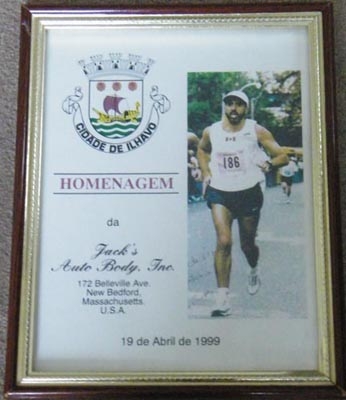 CIDADE DE ILHAVO
HOMENAGEM
da
Jack's
Auto Body, Inc.
172 Belleville Ave.
New Bedford,
Massachusetts.
U.S.A.
19 de Abril de 1999
186